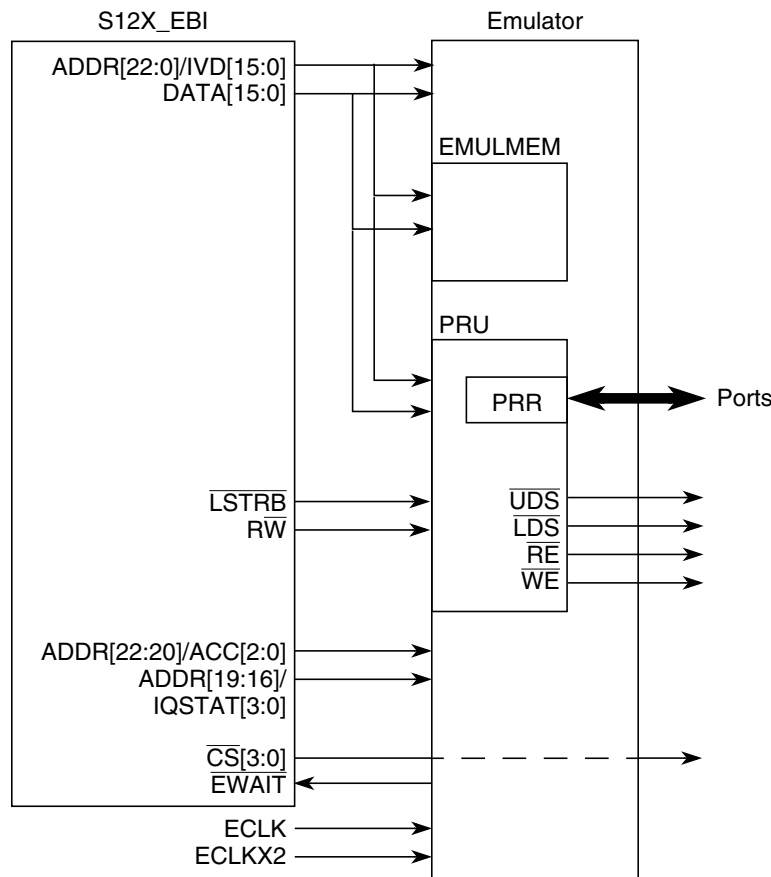 S12X_EBI
Emulator
ADDR[22:0]/IVD[15:0]
DATA[15:0]
EMULMEM
PRU
PRR
Ports
LSTRB
RW
UDS
LDS
RE
WE
ADDR[22:20]/ACC[2:0]
ADDR[19:16]/
IQSTAT[3:0]
CS[3:0]
EWAIT
ECLK
ECLKX2